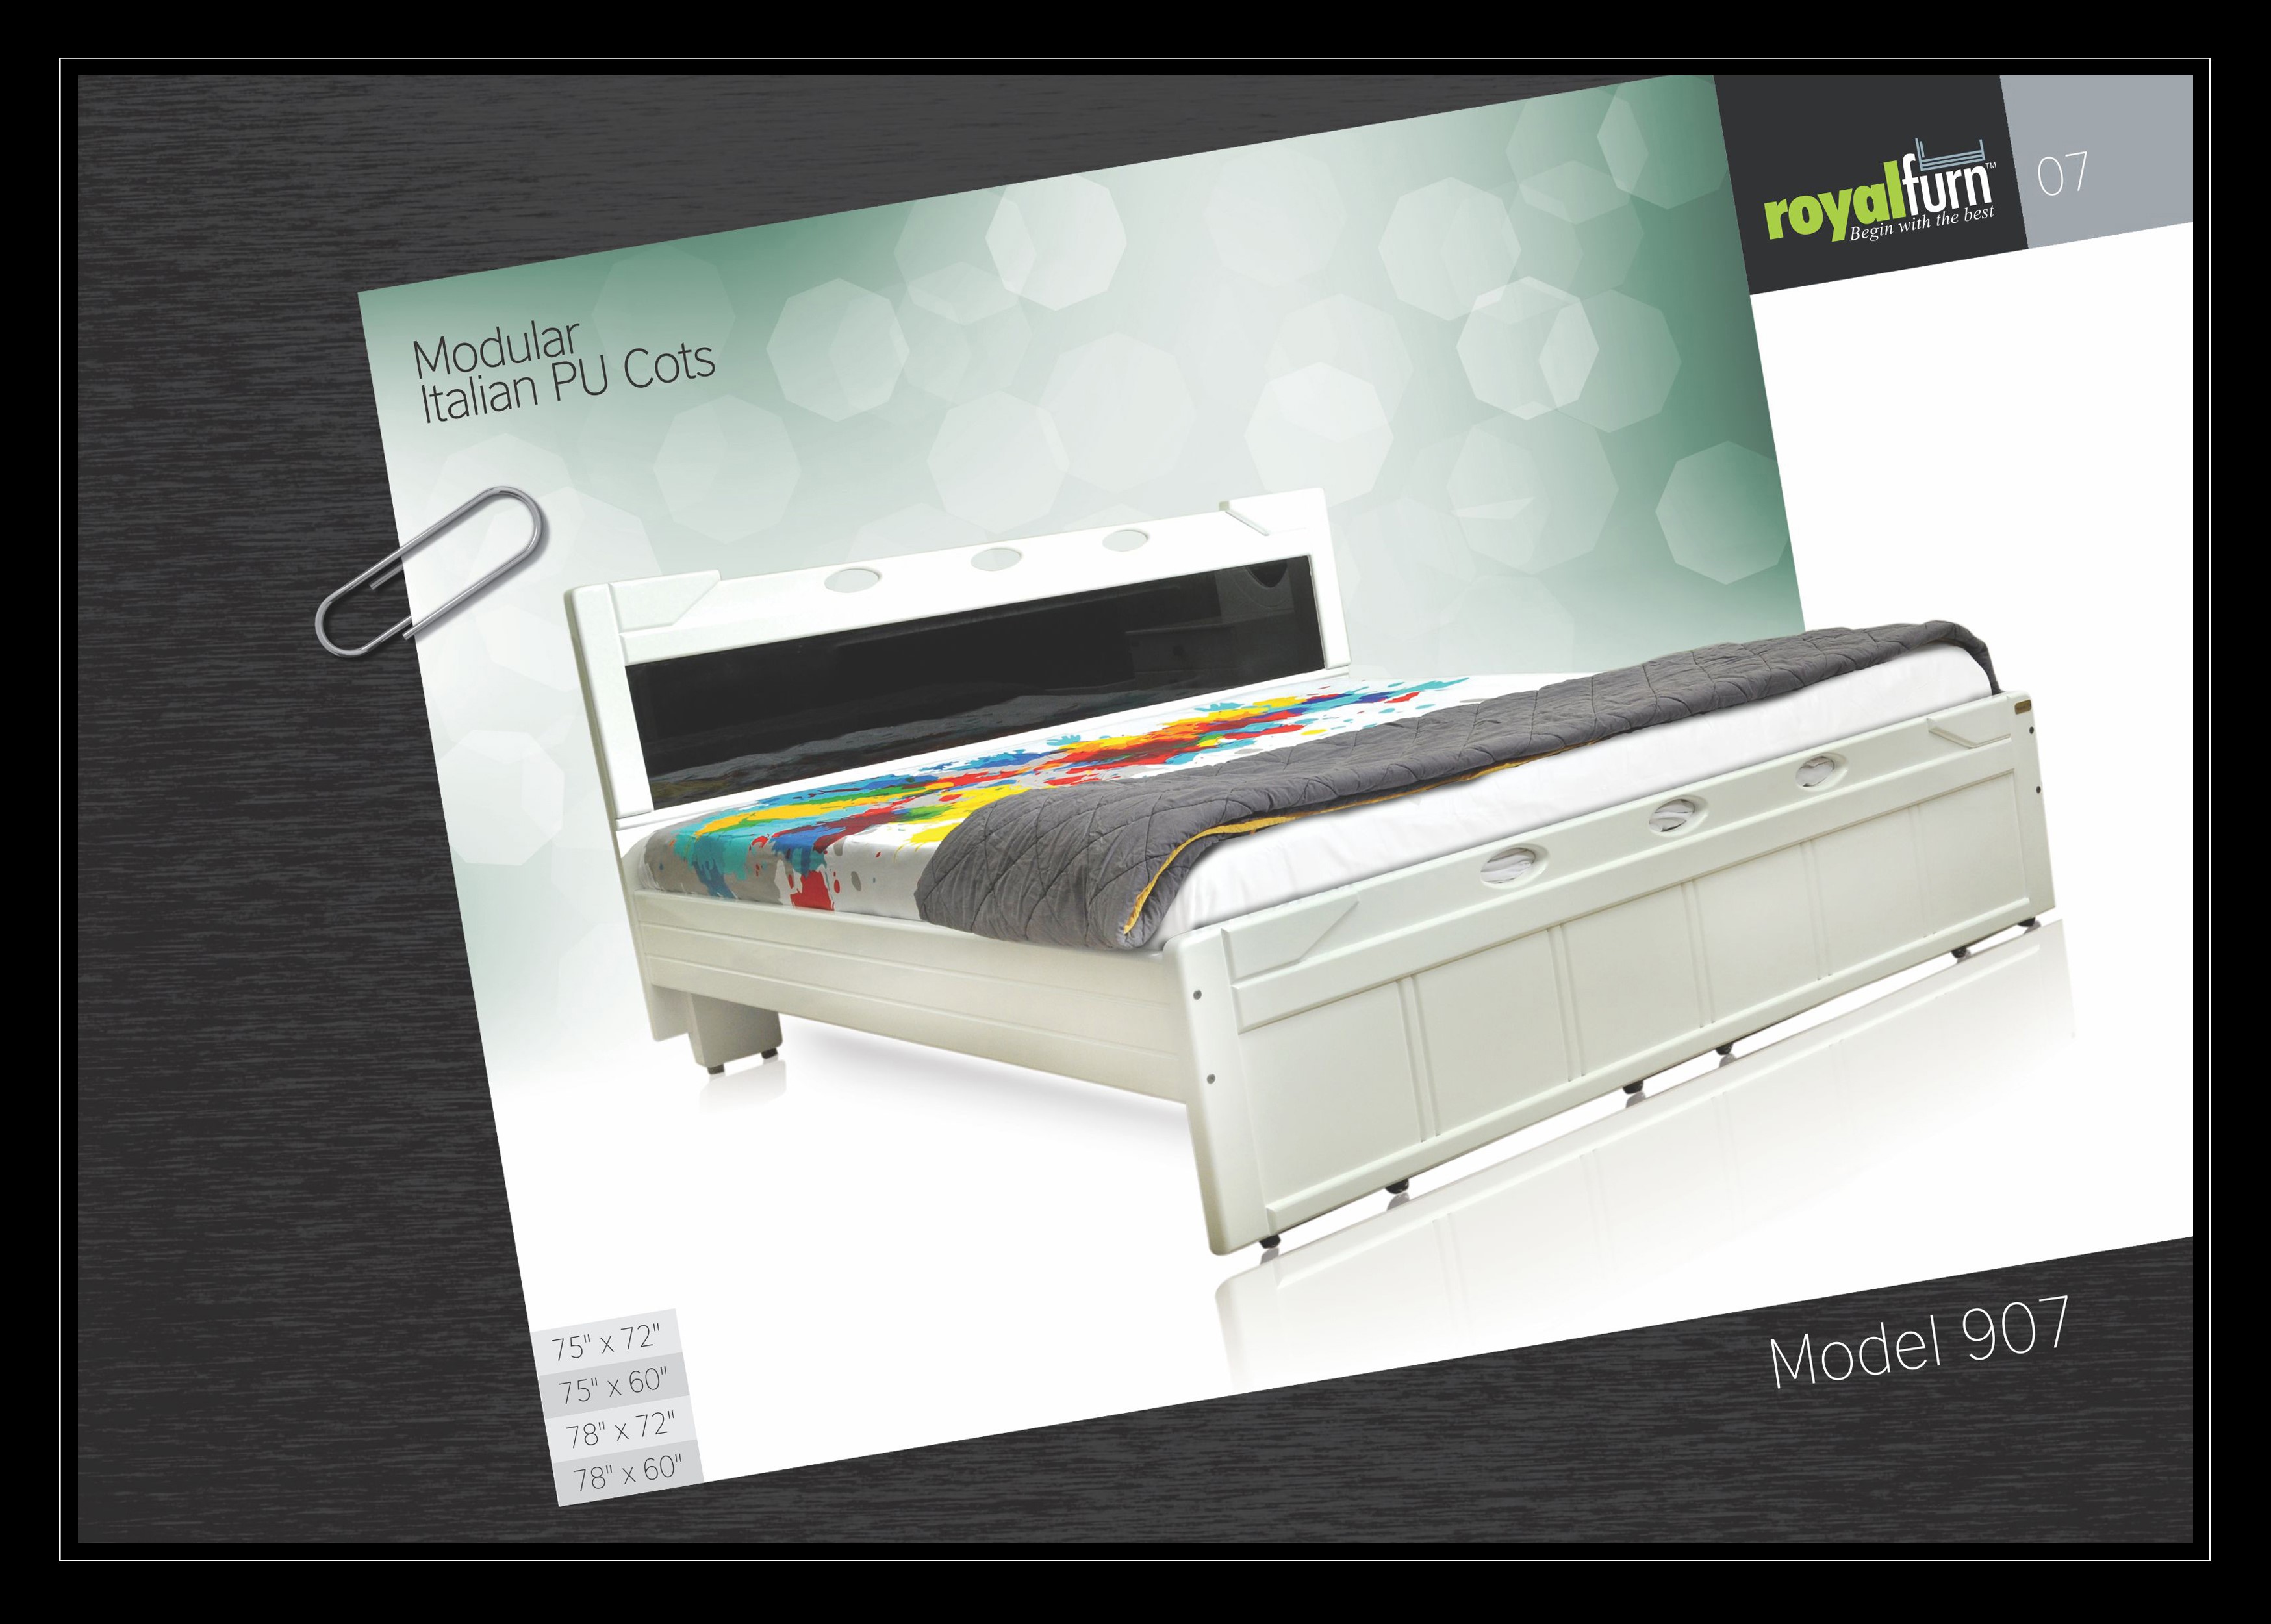 royalfurn™
Begin with the best
07
Modular
Italian PU Cots
75" x 72"
75" x 60"
78" x 72"
78" x 60"
Model 907